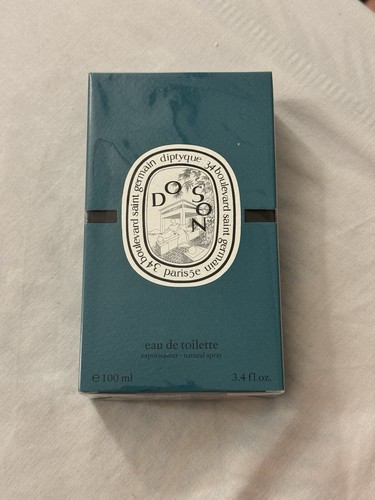 34 boulevard saint germain diptyque 34 boulevard saint germain paris 5e
DO SON
eau de toilette
vaporisateur - natural spray
℮ 100 ml 3.4 fl.oz.